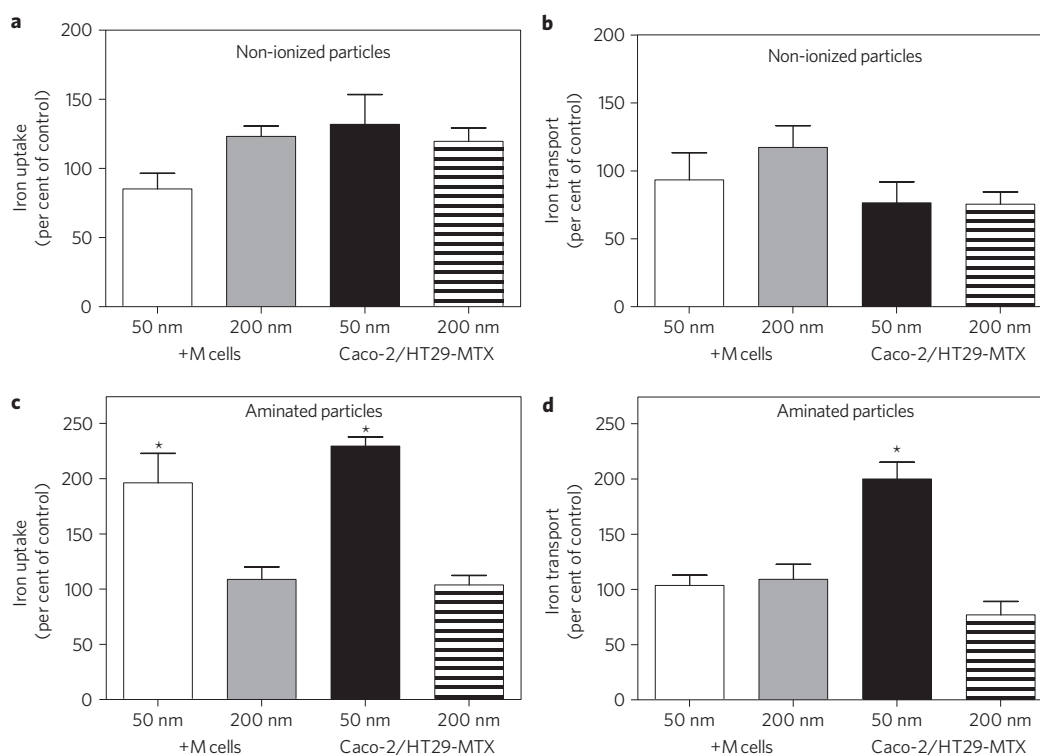 a
Non-ionized particles
Iron uptake
(per cent of control)
200
150
100
50
0
50 nm 200 nm 50 nm 200 nm
+M cells Caco-2/HT29-MTX
b
Non-ionized particles
Iron transport
(per cent of control)
200
150
100
50
0
50 nm 200 nm 50 nm 200 nm
+M cells Caco-2/HT29-MTX
c
Aminated particles
Iron uptake
(per cent of control)
250
200
150
100
50
0
* *
50 nm 200 nm 50 nm 200 nm
+M cells Caco-2/HT29-MTX
d
Aminated particles
Iron transport
(per cent of control)
250
200
150
100
50
0
*
50 nm 200 nm 50 nm 200 nm
+M cells Caco-2/HT29-MTX